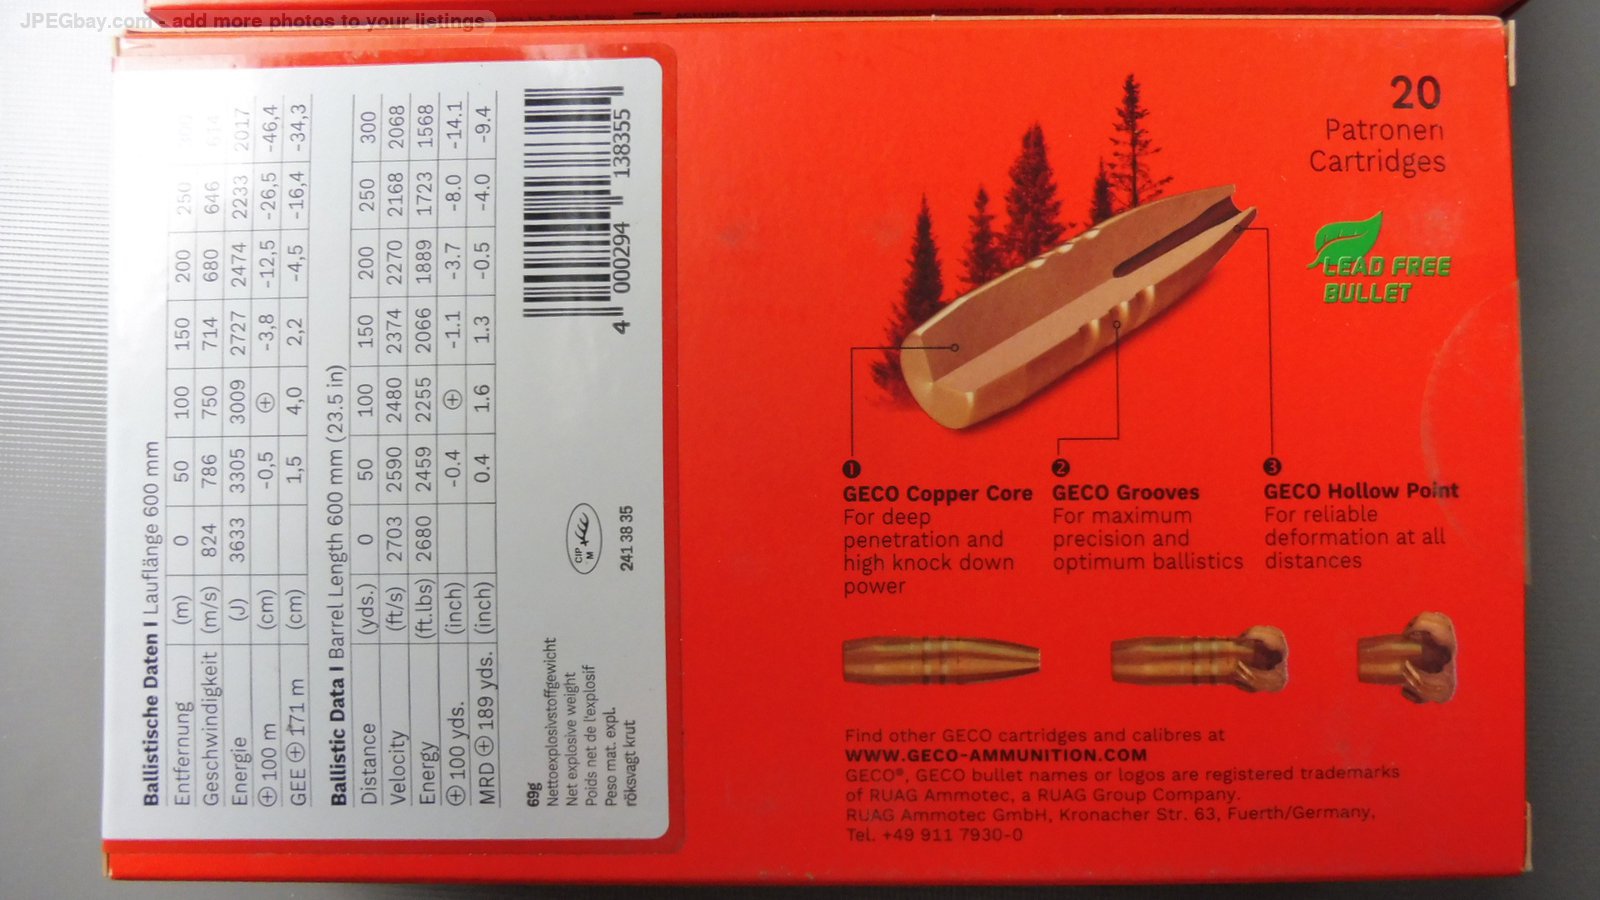 JPEGbay.com - add more photos to your listings
Ballistische Daten I Lauflänge 600 mm
Entfernung (m) 0 50 100 150 200 250
Geschwindigkeit (m/s) 824 786 750 714 680 646 614
Energie (J) 3633 3305 3009 2727 2474 2233 2017
⊕ 100 m (cm) -0,5 ⊕ -3,8 -12,5 -26,5 -46,4
GEE ⊕ 171 m (cm) 1,5 4,0 2,2 -4,5 -16,4 -34,3
Ballistic Data I Barrel Length 600 mm (23.5 in)
Distance (yds.) 0 50 100 150 200 250 300
Velocity (ft/s) 2703 2590 2480 2374 2270 2168 2068
Energy (ft.lbs) 2680 2459 2255 2066 1889 1723 1568
⊕ 100 yds. (inch) -0.4 ⊕ -1.1 -3.7 -8.0 -14.1
MRD ⊕ 189 yds. (inch) 0.4 1.6 1.3 -0.5 -4.0 -9.4
69g
Nettoexplosivstoffgewicht
Net explosive weight
Poids net de l'explosif
Peso mat. expl.
röksvagt krut
CIP
M
241 38 35
4 000294 138355
20
Patronen
Cartridges
LEAD FREE
BULLET
1
GECO Copper Core
For deep
penetration and
high knock down
power
2
GECO Grooves
For maximum
precision and
optimum ballistics
3
GECO Hollow Point
For reliable
deformation at all
distances
Find other GECO cartridges and calibres at
WWW.GECO-AMMUNITION.COM
GECO®, GECO bullet names or logos are registered trademarks
of RUAG Ammotec, a RUAG Group Company.
RUAG Ammotec GmbH, Kronacher Str. 63, Fuerth/Germany,
Tel. +49 911 7930-0